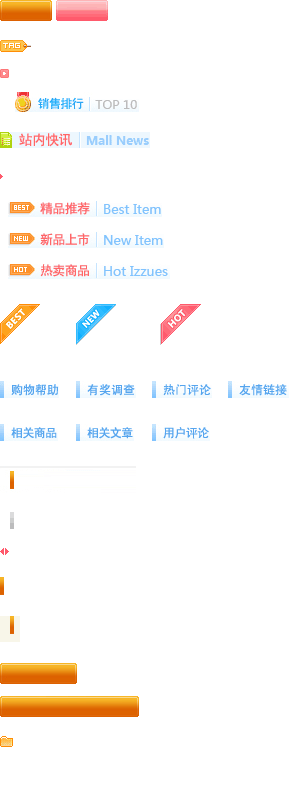 TAG
销售排行 TOP 10
站内快讯 Mall News
BEST 精品推荐 Best Item
NEW 新品上市 New Item
HOT 热卖商品 Hot Izzues
BEST NEW HOT
购物帮助 有奖调查 热门评论 友情链接
相关商品 相关文章 用户评论